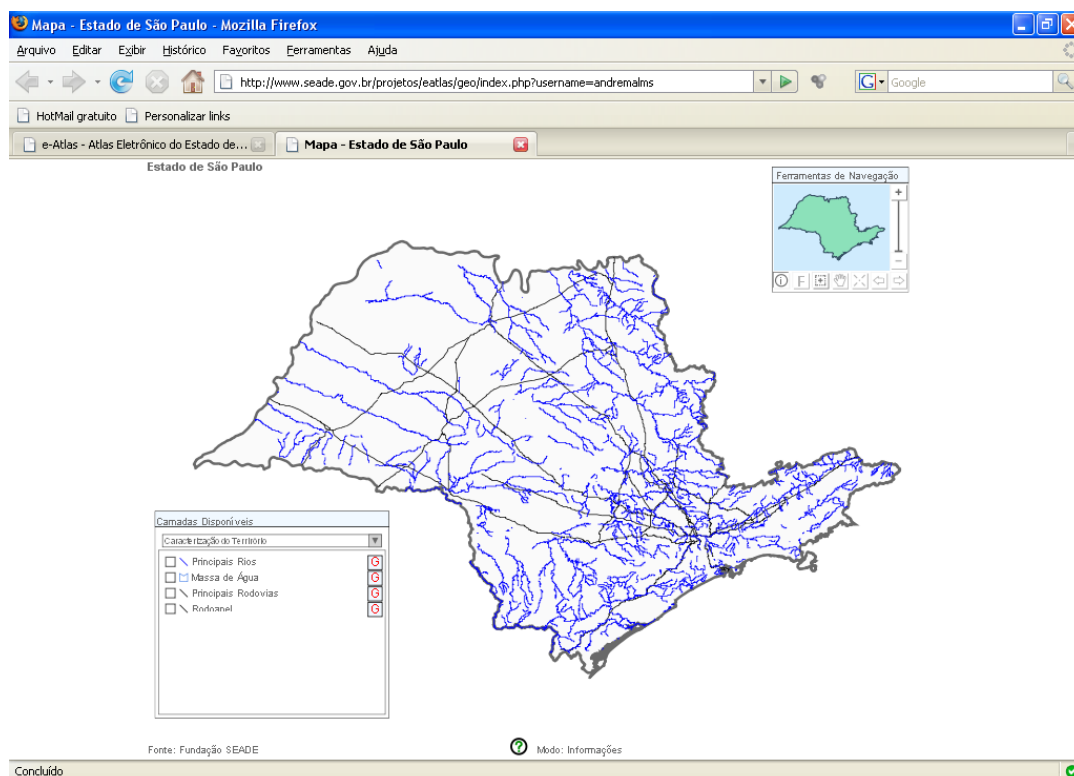 Mapa - Estado de São Paulo - Mozilla Firefox
Arquivo Editar Exibir Histórico Favoritos Ferramentas Ajuda
http://www.seade.gov.br/projetos/eatlas/geo/index.php?username=andremalms
G Google
HotMail gratuito Personalizar links
e-Atlas - Atlas Eletrônico do Estado de... Mapa - Estado de São Paulo
Estado de São Paulo
Ferramentas de Navegação
F
Camadas Disponíveis
Caracterização do Território
Principais Rios G
Massa de Água G
Principais Rodovias G
Rodoanel G
Fonte: Fundação SEADE ? Modo: Informações
Concluído